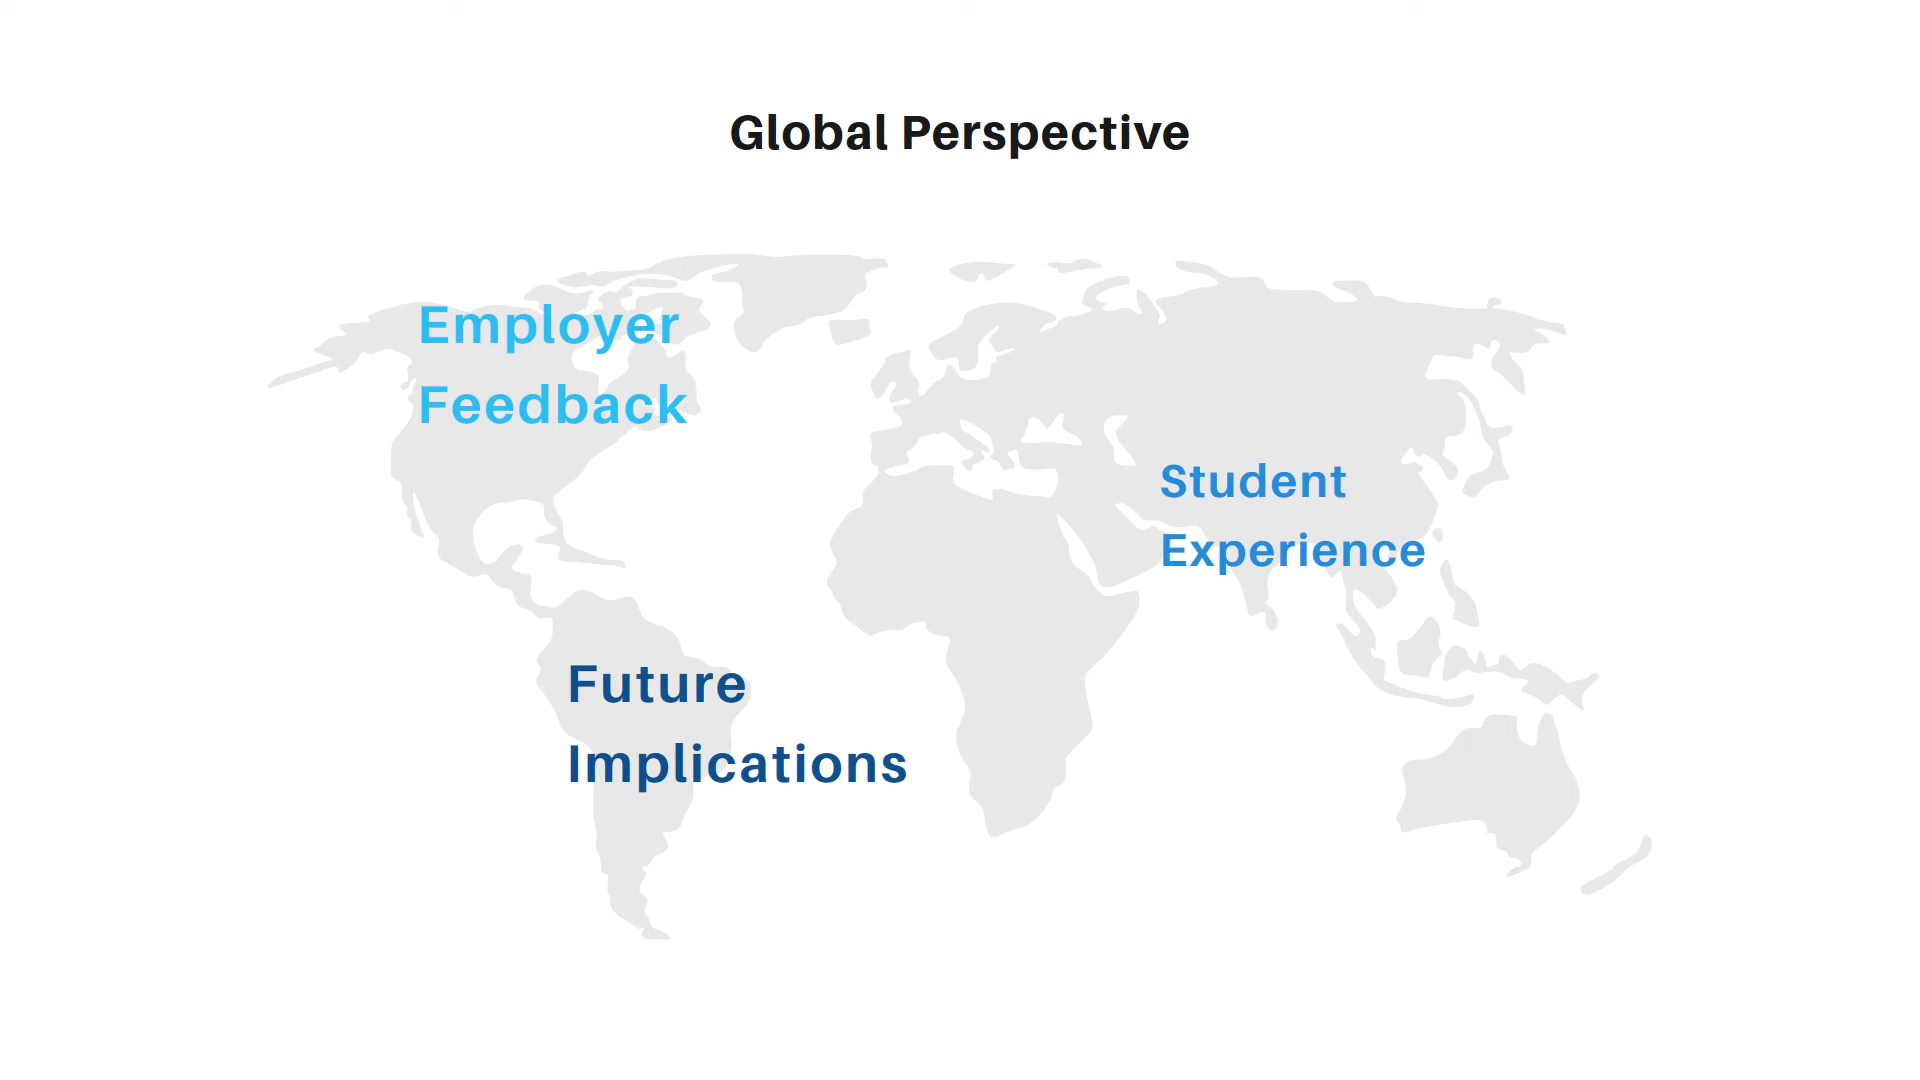 Global Perspective
Employer
Feedback
Student
Experience
Future
Implications